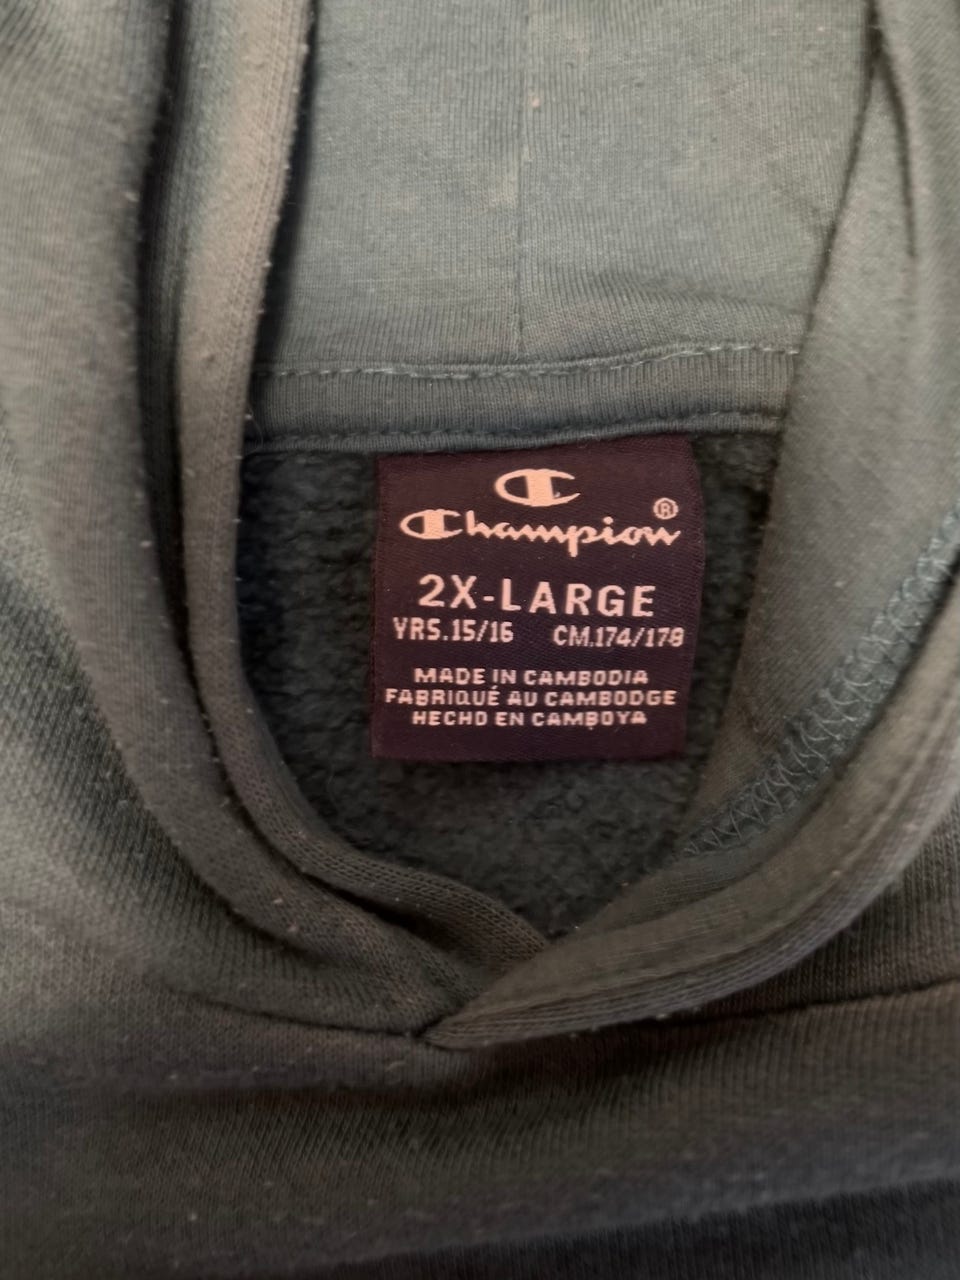 Champion®
2X-LARGE
YRS.15/16 CM.174/178
MADE IN CAMBODIA
FABRIQUÉ AU CAMBODGE
HECHO EN CAMBOYA